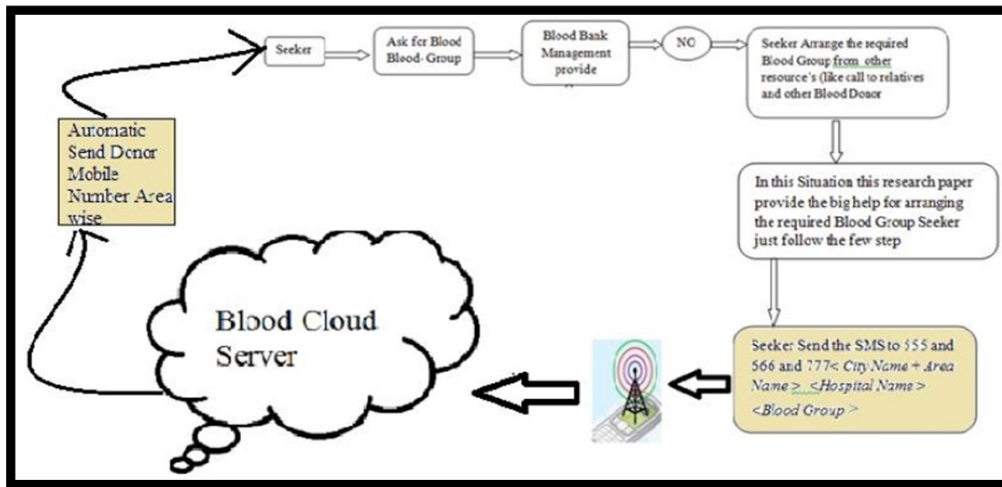 Seeker
Ask for Blood
Blood- Group
Blood Bank
Management
provide
NO
Seeker Arrange the required
Blood Group from other
resource's (like call to relatives
and other Blood Donor
In this Situation this research paper
provide the big help for arranging
the required Blood Group Seeker
just follow the few step
Seeker Send the SMS to 555 and
566 and 777< City Name + Area
Name > <Hospital Name >
<Blood Group >
Blood Cloud
Server
Automatic
Send Donor
Mobile
Number Area
wise